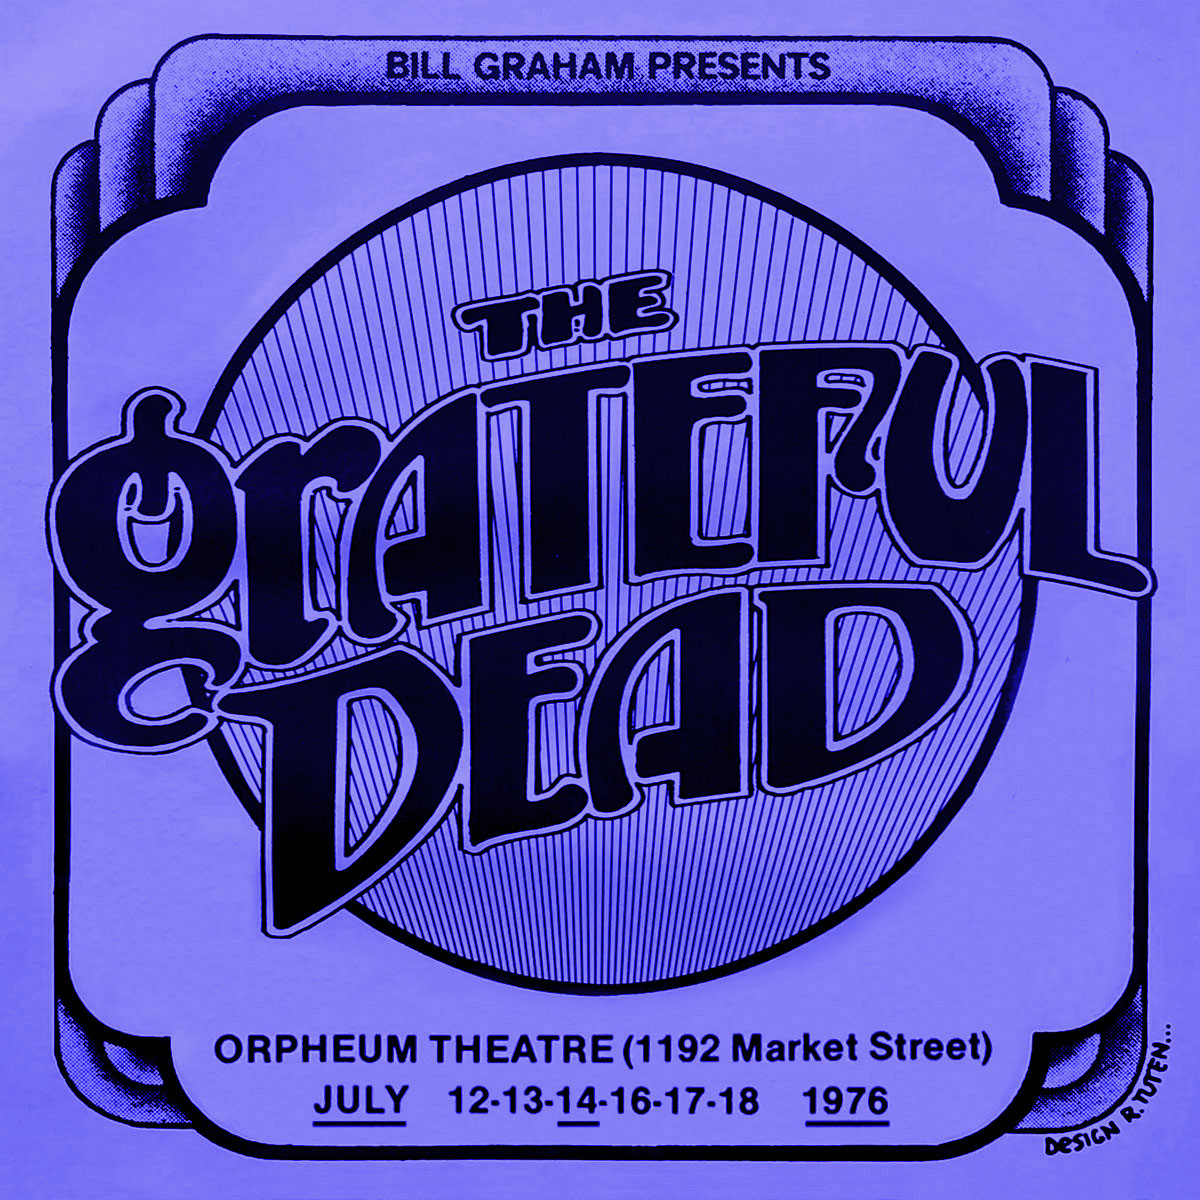 BILL GRAHAM PRESENTS
THE
gRATEFUL
DEAD
ORPHEUM THEATRE (1192 Market Street)
JULY 12-13-14-16-17-18 1976
DESIGN R. TUTEN...